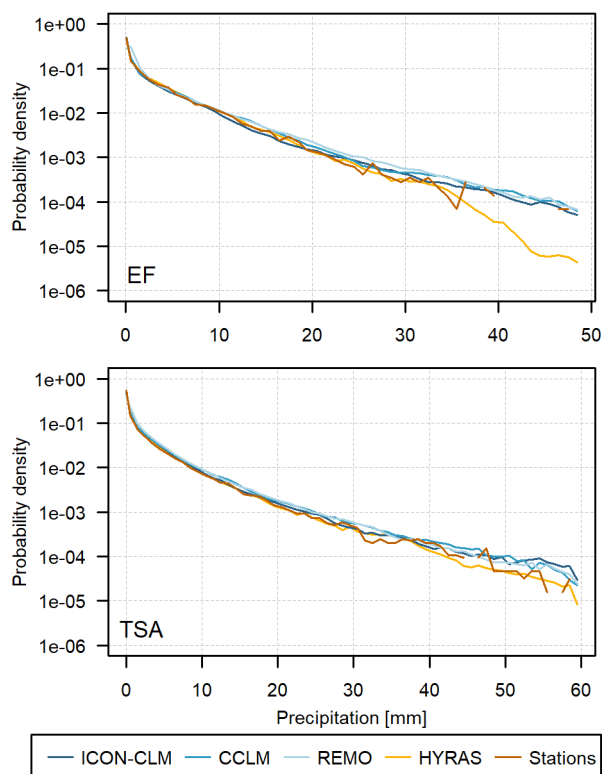 1e+00
1e-01
1e-02
1e-03
1e-04
1e-05
1e-06
Probability density
EF
0 10 20 30 40 50
1e+00
1e-01
1e-02
1e-03
1e-04
1e-05
1e-06
Probability density
TSA
0 10 20 30 40 50 60
Precipitation [mm]
ICON-CLM CCLM REMO HYRAS Stations